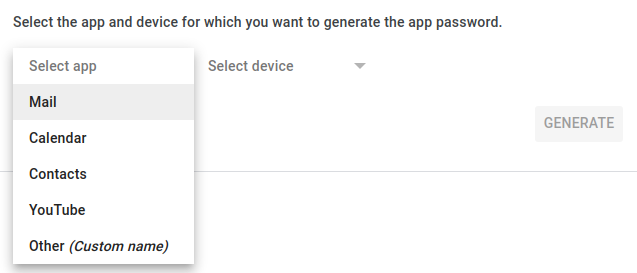 Select the app and device for which you want to generate the app password.
Select app
Select device
Mail
GENERATE
Calendar
Contacts
YouTube
Other (Custom name)